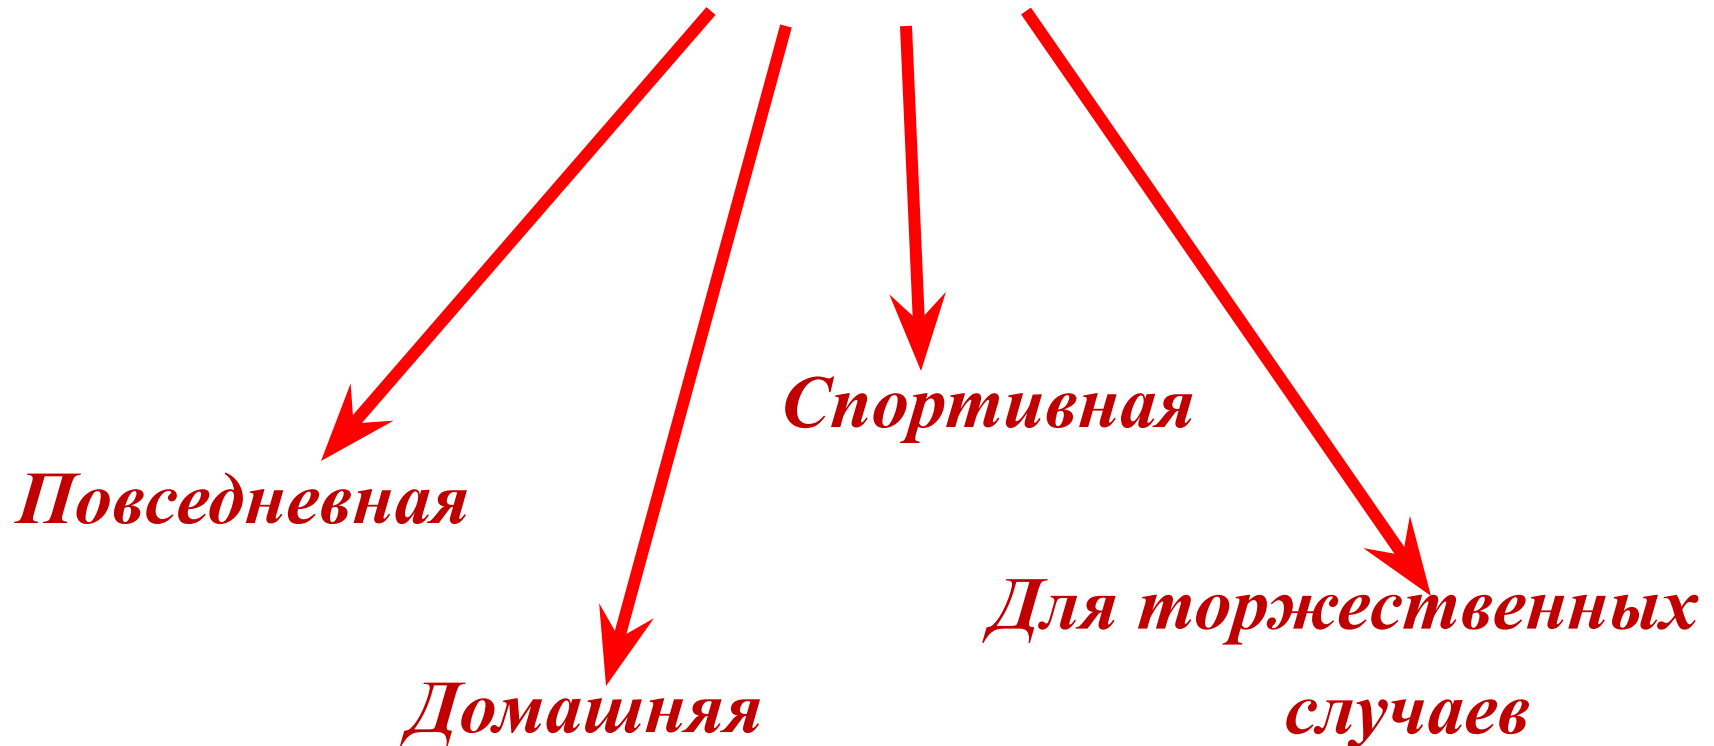 Спортивная
Повседневная
Для торжественных
случаев
Домашняя